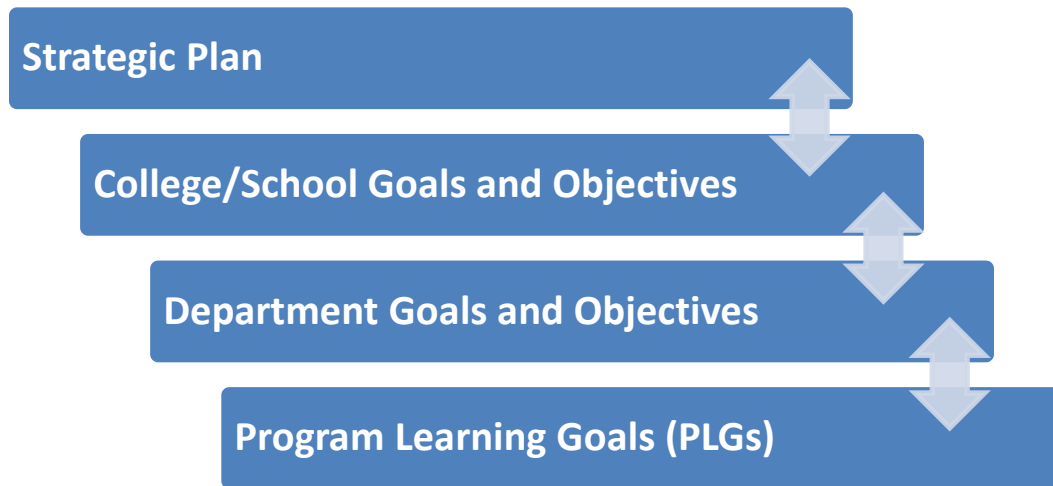 Strategic Plan
College/School Goals and Objectives
Department Goals and Objectives
Program Learning Goals (PLGs)